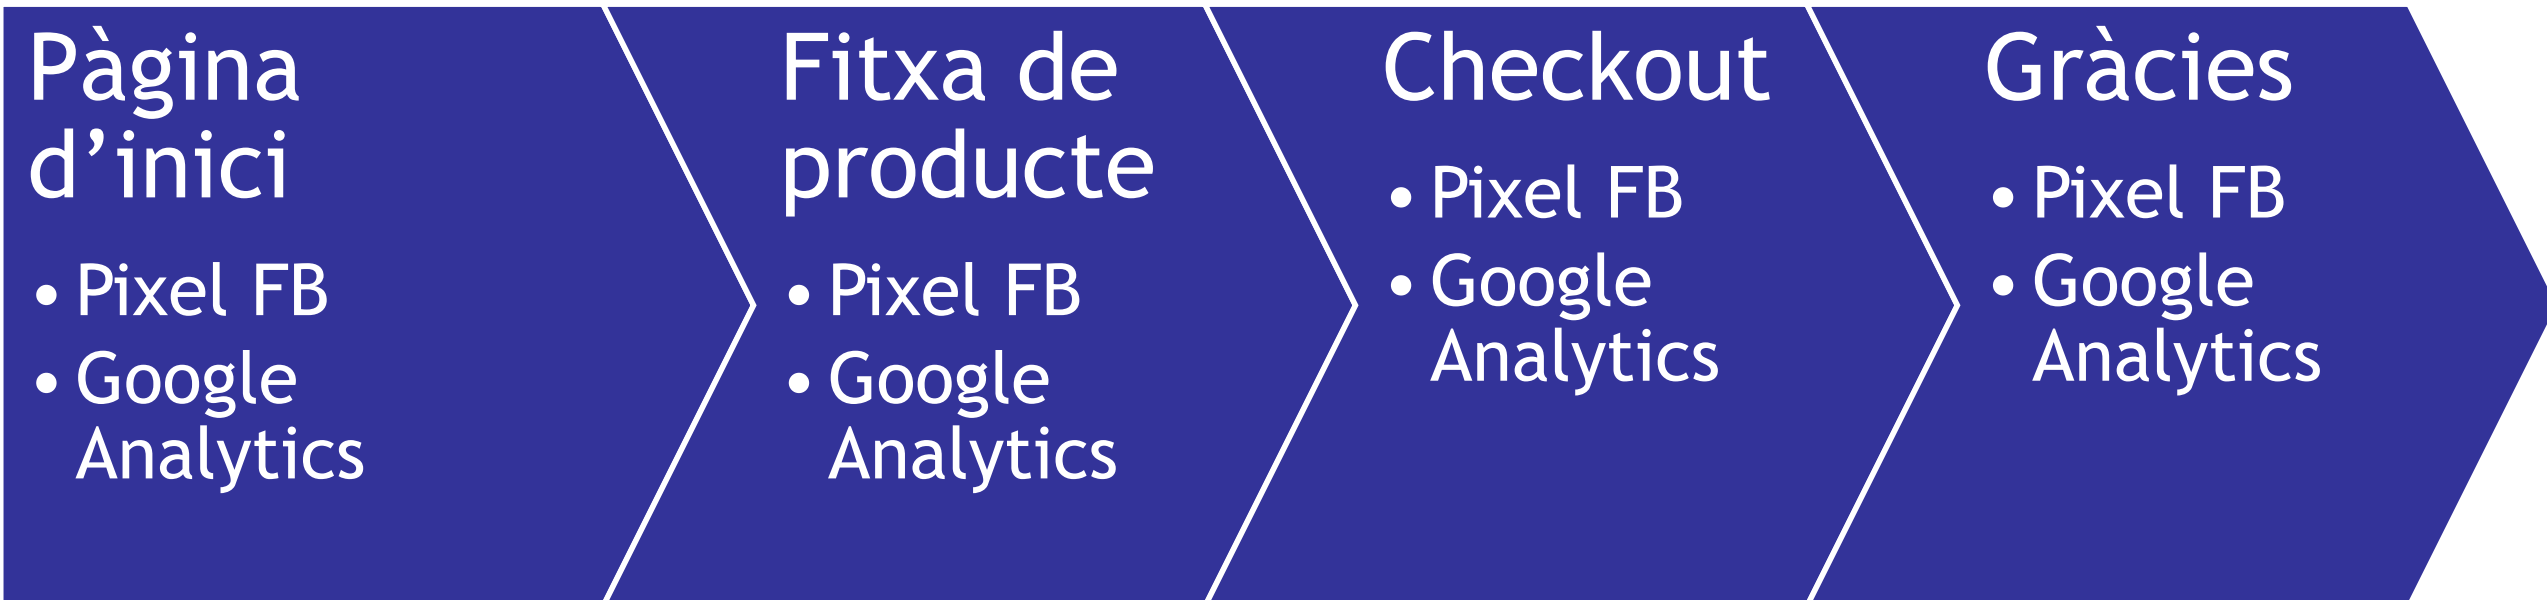 Pàgina
d’inici
• Pixel FB
• Google
Analytics
Fitxa de
producte
• Pixel FB
• Google
Analytics
Checkout
• Pixel FB
• Google
Analytics
Gràcies
• Pixel FB
• Google
Analytics